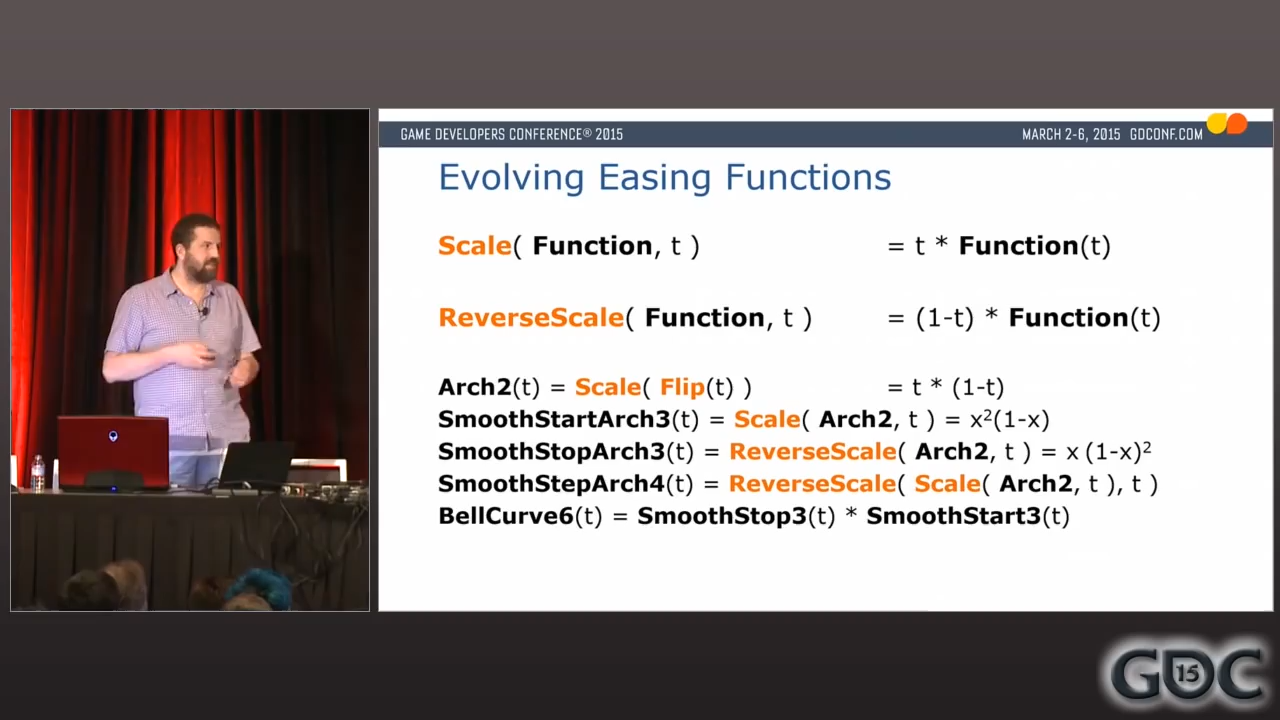 GAME DEVELOPERS CONFERENCE® 2015 MARCH 2-6, 2015 GDCONF.COM
Evolving Easing Functions
Scale( Function, t ) = t * Function(t)
ReverseScale( Function, t ) = (1-t) * Function(t)
Arch2(t) = Scale( Flip(t) ) = t * (1-t)
SmoothStartArch3(t) = Scale( Arch2, t ) = x²(1-x)
SmoothStopArch3(t) = ReverseScale( Arch2, t ) = x (1-x)²
SmoothStepArch4(t) = ReverseScale( Scale( Arch2, t ), t )
BellCurve6(t) = SmoothStop3(t) * SmoothStart3(t)
GDC 15